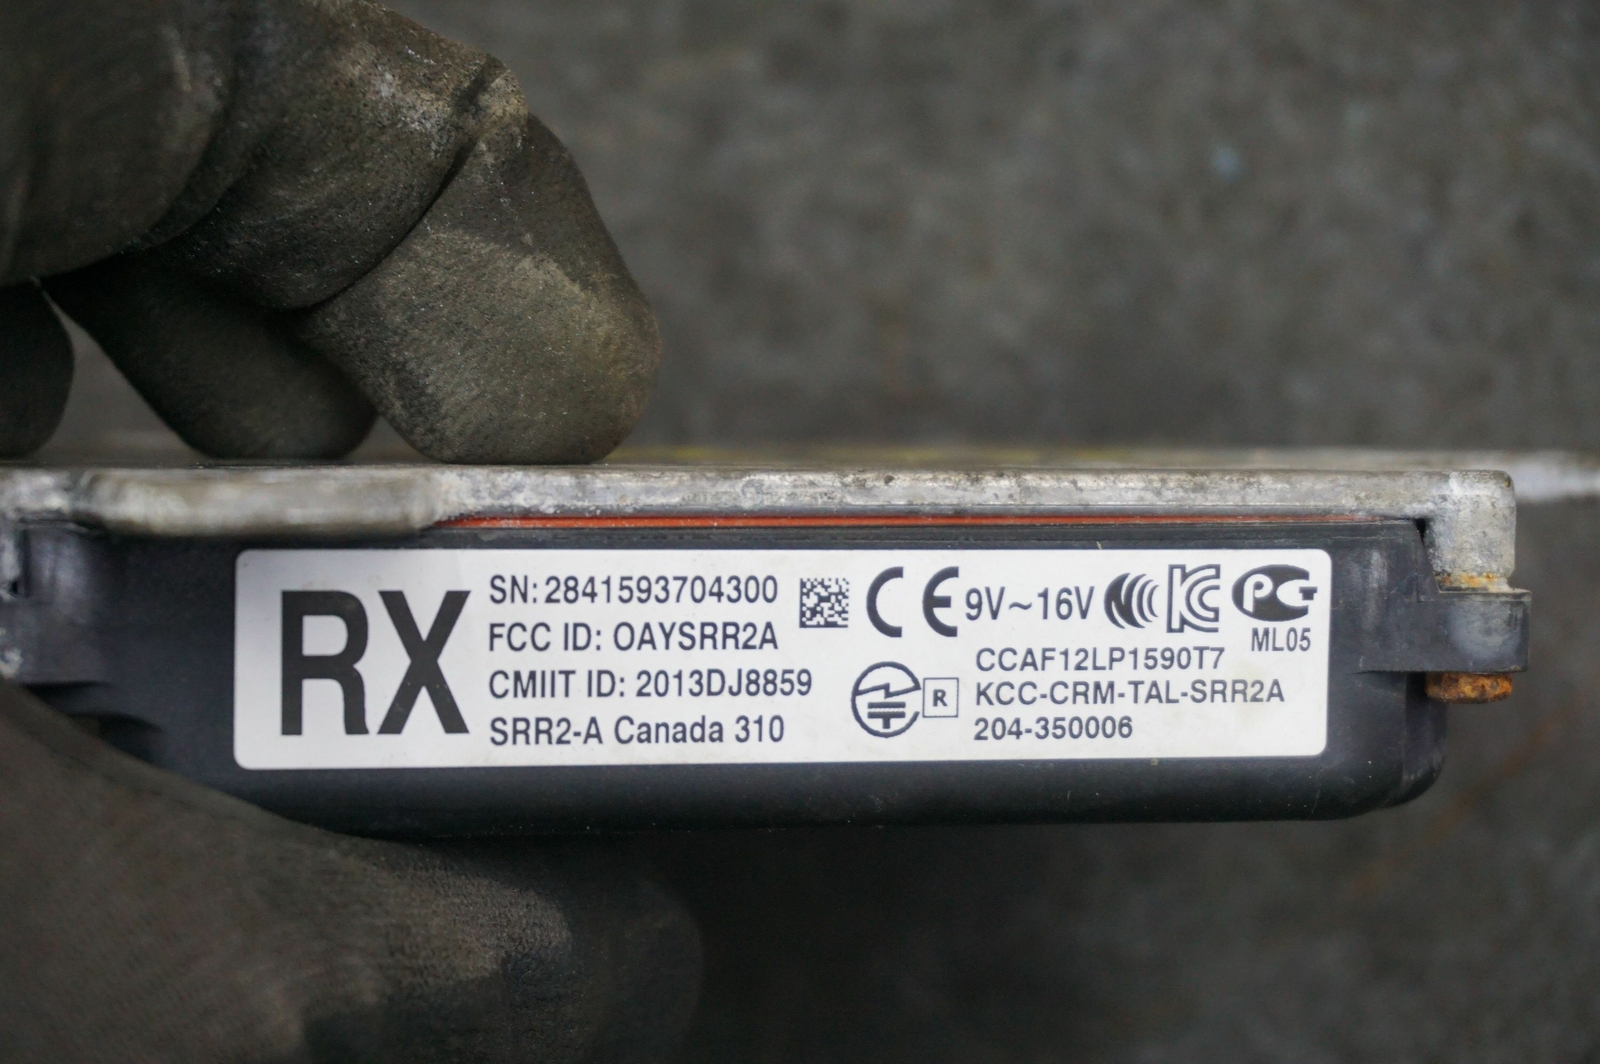 RX
SN: 2841593704300
FCC ID: OAYSRR2A
CMIIT ID: 2013DJ8859
SRR2-A Canada 310
CE 9V~16V
ML05
CCAF12LP1590T7
R KCC-CRM-TAL-SRR2A
204-350006